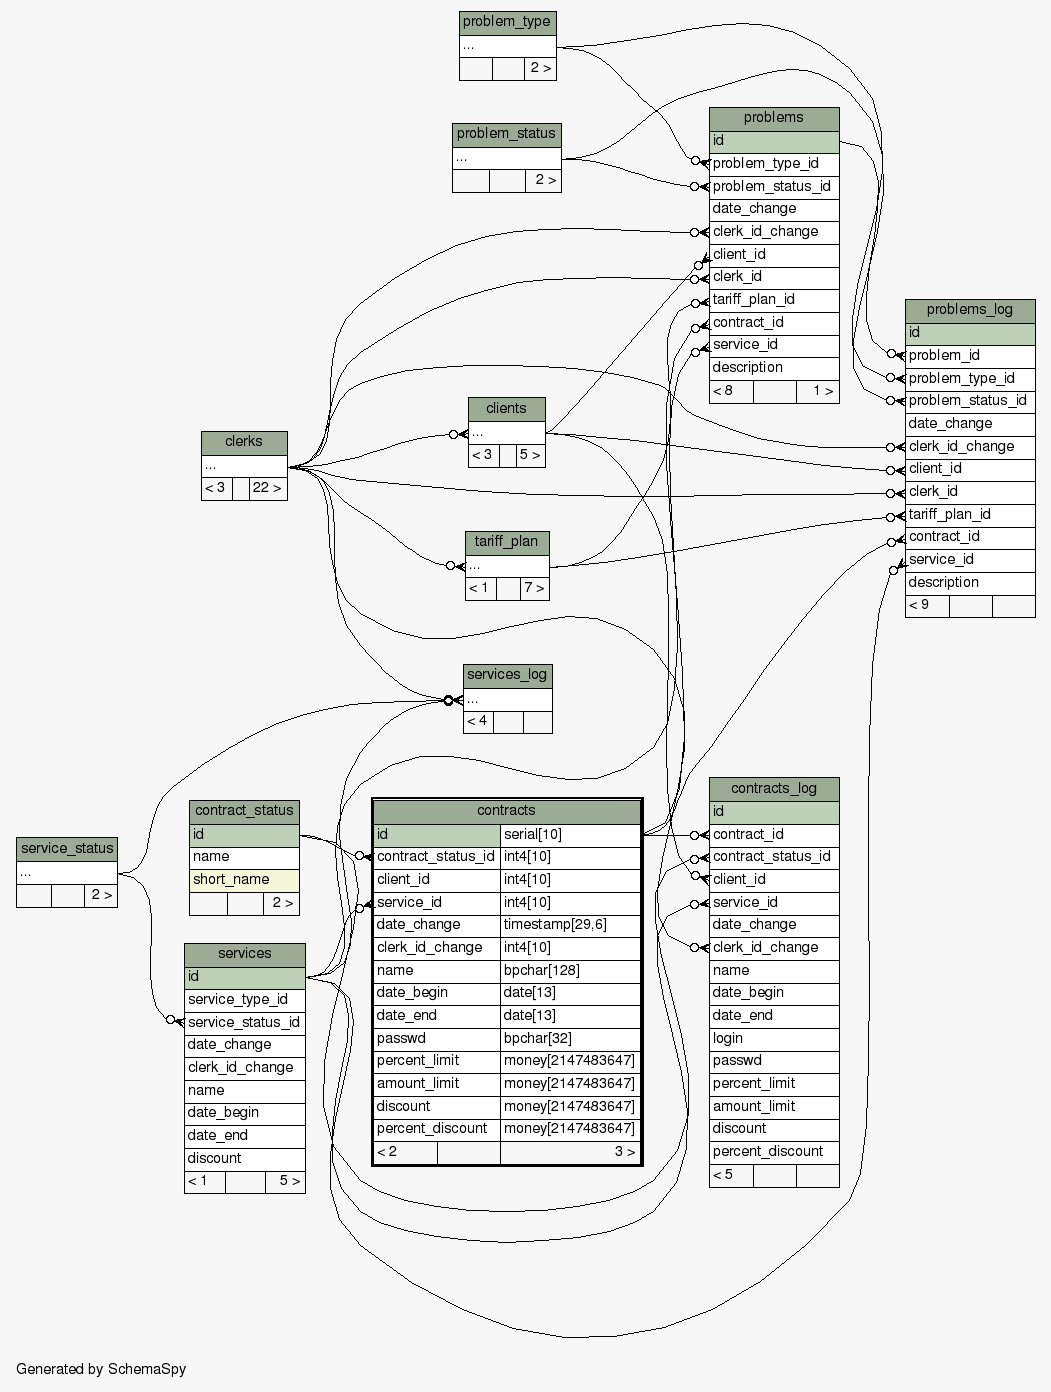 problem_type
...
2 >
problem_status
...
2 >
problems
id
problem_type_id
problem_status_id
date_change
clerk_id_change
client_id
clerk_id
tariff_plan_id
contract_id
service_id
description
< 8 1 >
problems_log
id
problem_id
problem_type_id
problem_status_id
date_change
clerk_id_change
client_id
clerk_id
tariff_plan_id
contract_id
service_id
description
< 9
clients
...
< 3 5 >
clerks
...
< 3 22 >
tariff_plan
...
< 1 7 >
services_log
...
< 4
service_status
...
2 >
contract_status
id
name
short_name
2 >
services
id
service_type_id
service_status_id
date_change
clerk_id_change
name
date_begin
date_end
discount
< 1 5 >
contracts
id serial[10]
contract_status_id int4[10]
client_id int4[10]
service_id int4[10]
date_change timestamp[29,6]
clerk_id_change int4[10]
name bpchar[128]
date_begin date[13]
date_end date[13]
passwd bpchar[32]
percent_limit money[2147483647]
amount_limit money[2147483647]
discount money[2147483647]
percent_discount money[2147483647]
< 2 3 >
contracts_log
id
contract_id
contract_status_id
client_id
service_id
date_change
clerk_id_change
name
date_begin
date_end
login
passwd
percent_limit
amount_limit
discount
percent_discount
< 5
Generated by SchemaSpy